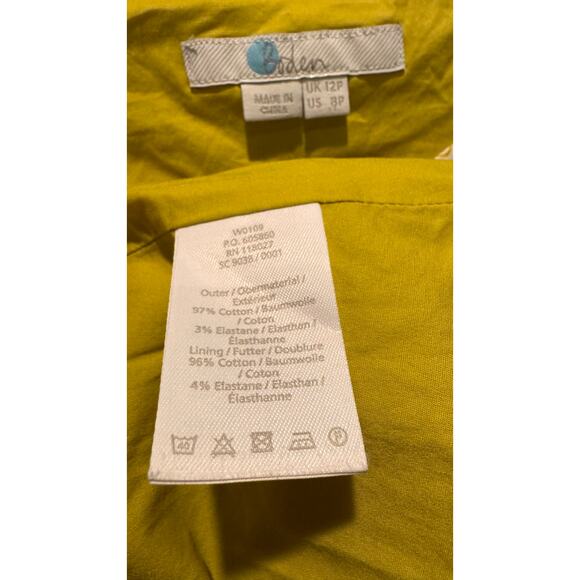 Boden
MADE IN
CHINA
UK 12P
US 8P
W0109
P.O. 605860
RN 118027
SC 9038 / 0001
Outer / Obermaterial /
Extérieur
97% Cotton / Baumwolle
/ Coton
3% Elastane / Elasthan /
Élasthanne
Lining / Futter / Doublure
96% Cotton / Baumwolle
/ Coton
4% Elastane / Elasthan /
Élasthanne
40
P